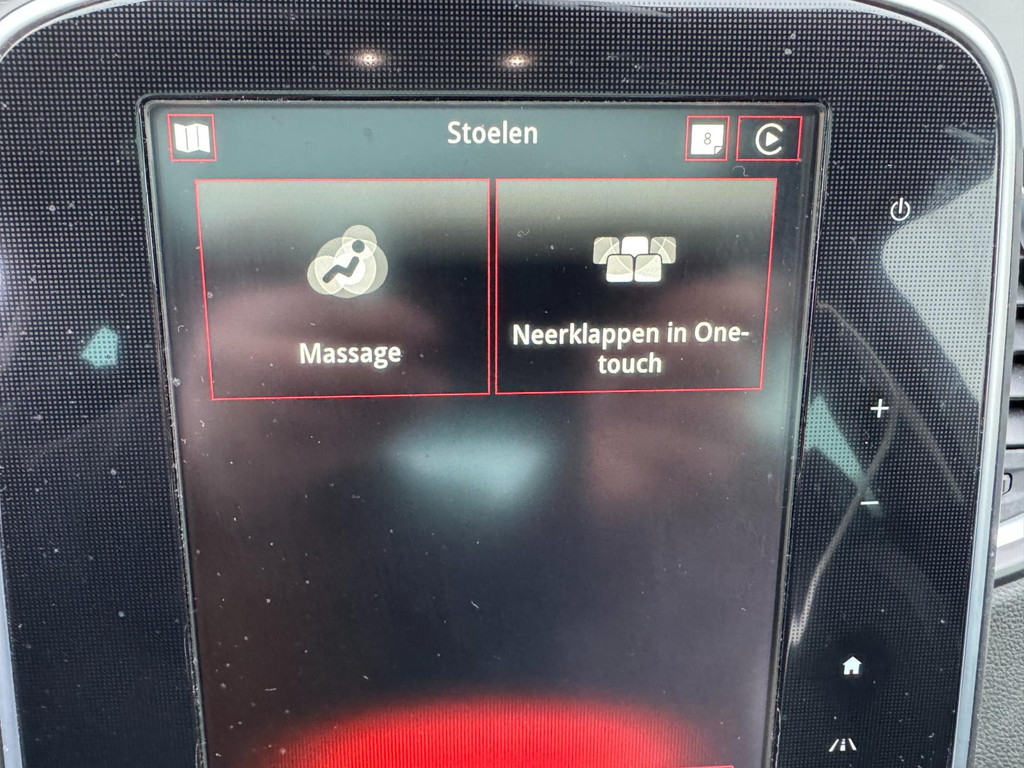 Stoelen
8
Massage
Neerklappen in One-
touch
+
-